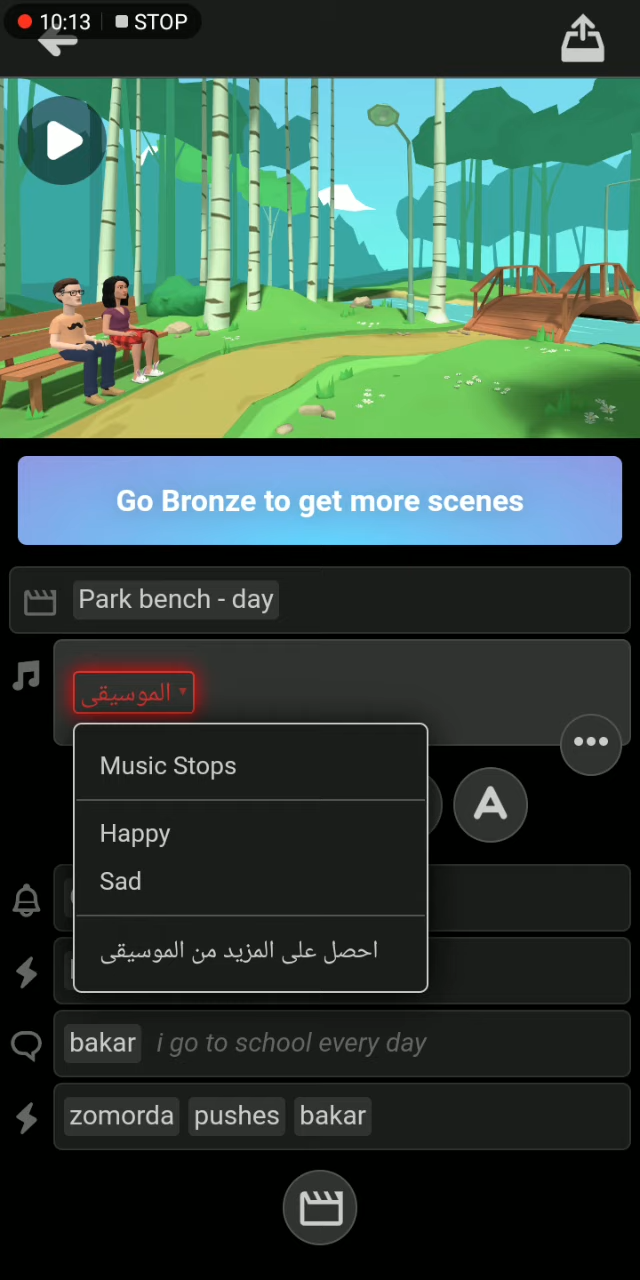 10:13 STOP
Go Bronze to get more scenes
Park bench - day
الموسيقى
Music Stops
Happy
Sad
احصل على المزيد من الموسيقى
bakar i go to school every day
zomorda pushes bakar